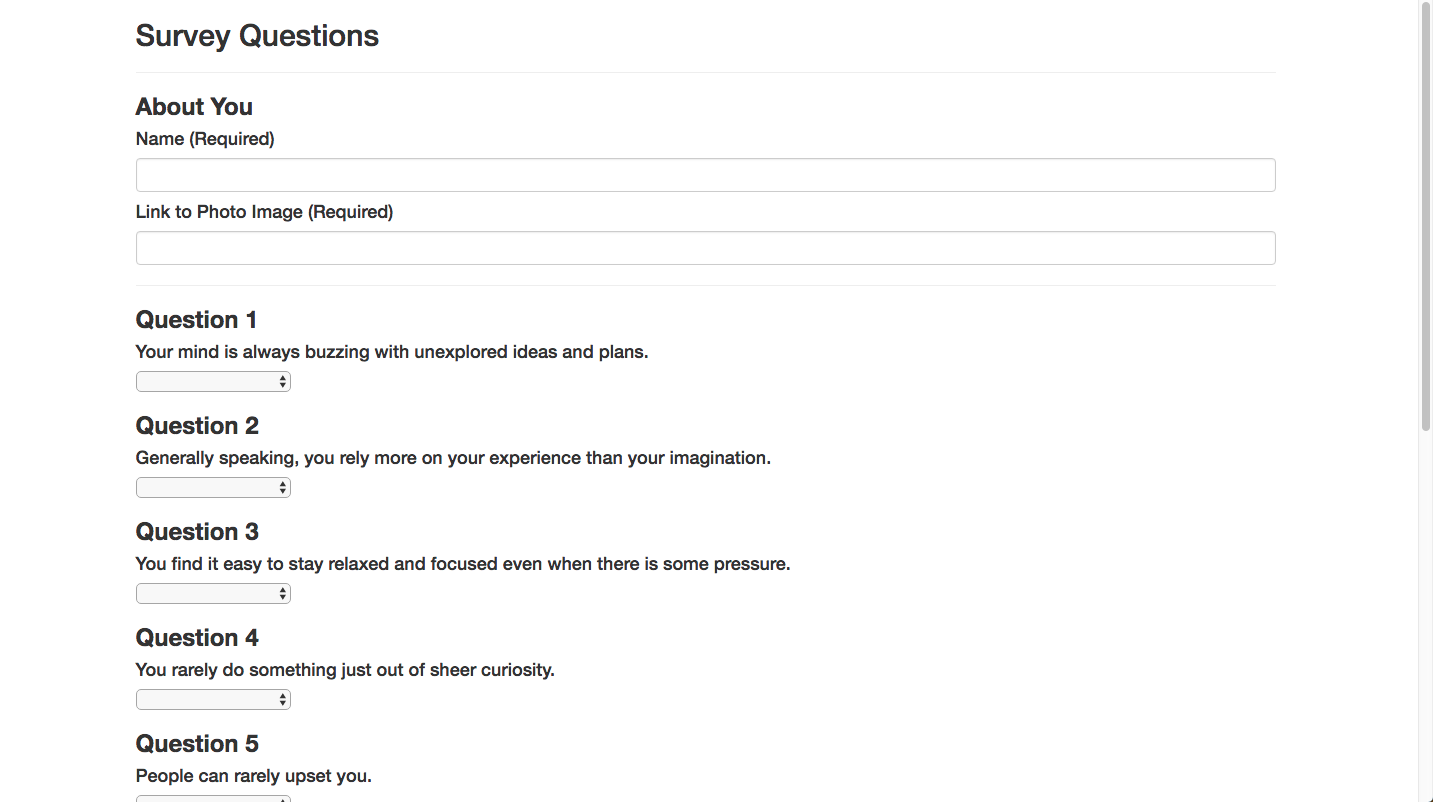 Survey Questions
About You
Name (Required)
Link to Photo Image (Required)
Question 1
Your mind is always buzzing with unexplored ideas and plans.
Question 2
Generally speaking, you rely more on your experience than your imagination.
Question 3
You find it easy to stay relaxed and focused even when there is some pressure.
Question 4
You rarely do something just out of sheer curiosity.
Question 5
People can rarely upset you.